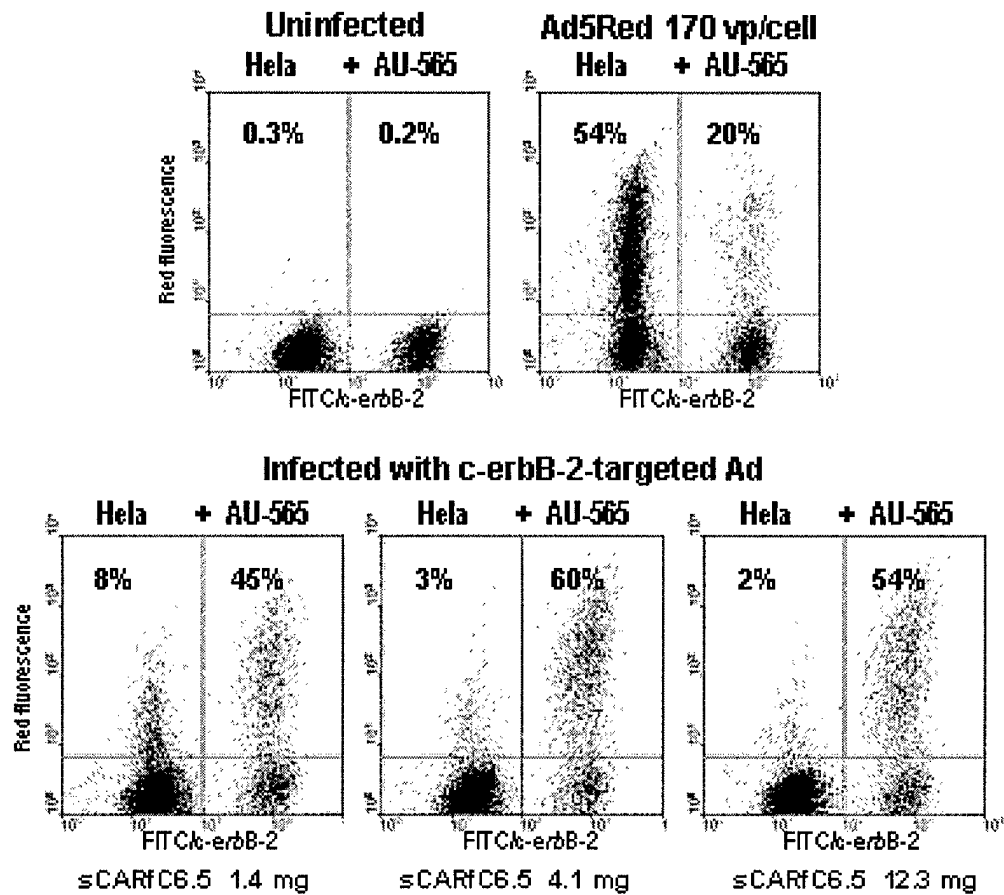 Uninfected
Ad5Red 170 vp/cell
Hela + AU-565
Hela + AU-565
0.3%
0.2%
54%
20%
Red fluorescence
FITC/c-erbB-2
FITC/c-erbB-2
Infected with c-erbB-2-targeted Ad
Hela + AU-565
Hela + AU-565
Hela + AU-565
8%
45%
3%
60%
2%
54%
Red fluorescence
FITC/c-erbB-2
FITC/c-erbB-2
FITC/c-erbB-2
sCARfC6.5 1.4 mg
sCARfC6.5 4.1 mg
sCARfC6.5 12.3 mg